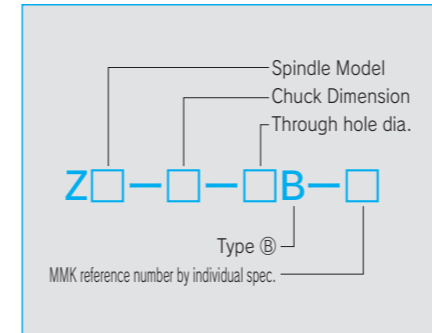 Spindle Model
Chuck Dimension
Through hole dia.
Z□—□—□B—□
Type Ⓑ
MMK reference number by individual spec.